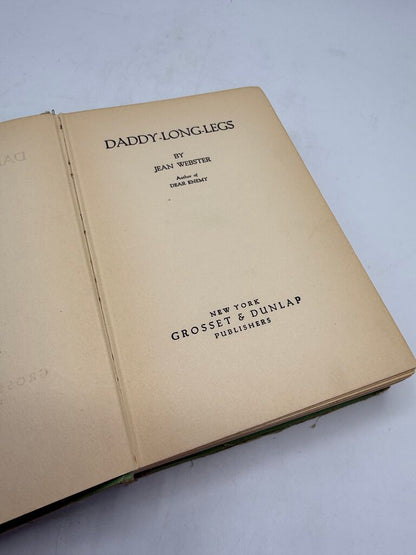 DADDY·LONG·LEGS
BY
JEAN WEBSTER
Author of
DEAR ENEMY
NEW YORK
GROSSET & DUNLAP
PUBLISHERS